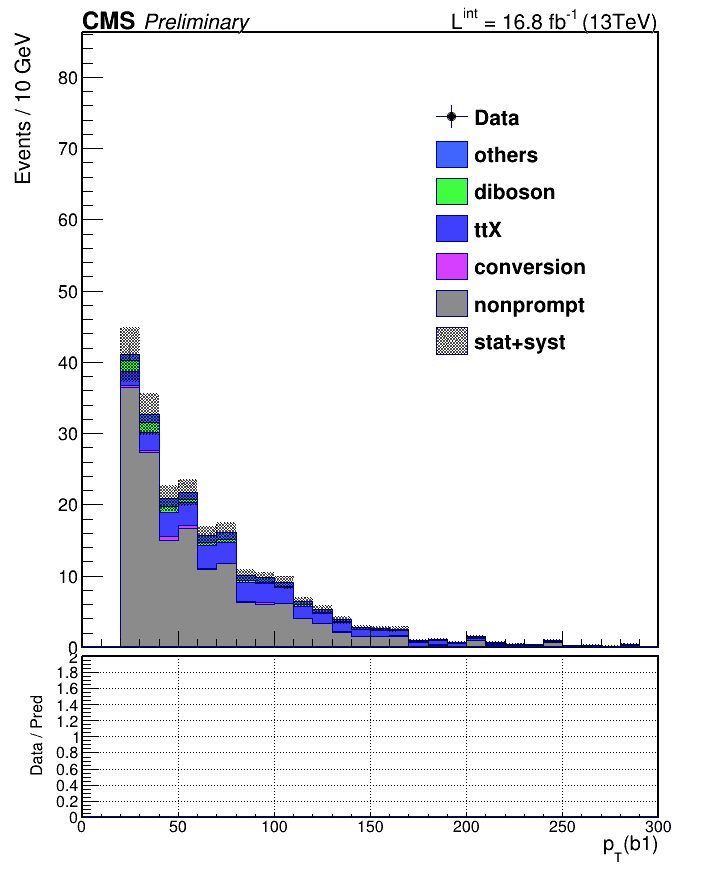 CMS Preliminary
L^int = 16.8 fb^-1 (13TeV)
Events / 10 GeV
80
70
60
50
40
30
20
10
0
Data
others
diboson
ttX
conversion
nonprompt
stat+syst
Data / Pred
2
1.8
1.6
1.4
1.2
1
0.8
0.6
0.4
0.2
0
0 50 100 150 200 250 300
p_T(b1)